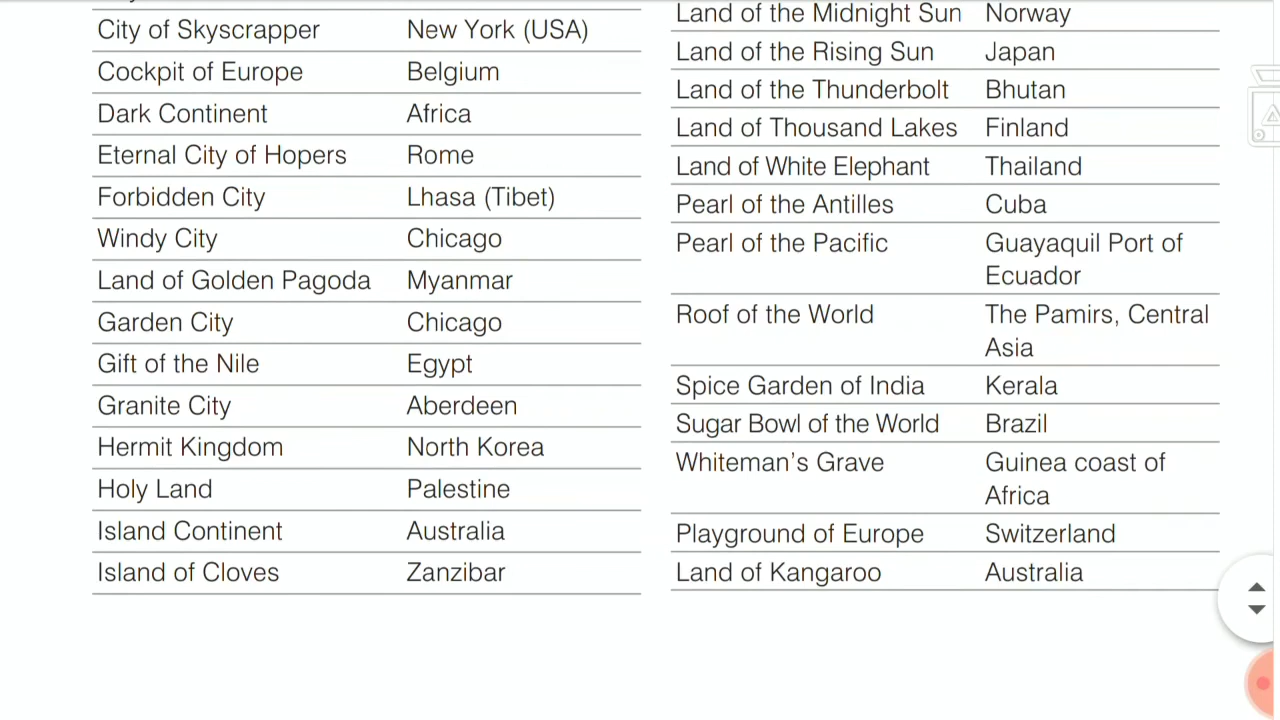 City of Skyscrapper New York (USA)
Cockpit of Europe Belgium
Dark Continent Africa
Eternal City of Hopers Rome
Forbidden City Lhasa (Tibet)
Windy City Chicago
Land of Golden Pagoda Myanmar
Garden City Chicago
Gift of the Nile Egypt
Granite City Aberdeen
Hermit Kingdom North Korea
Holy Land Palestine
Island Continent Australia
Island of Cloves Zanzibar
Land of the Midnight Sun Norway
Land of the Rising Sun Japan
Land of the Thunderbolt Bhutan
Land of Thousand Lakes Finland
Land of White Elephant Thailand
Pearl of the Antilles Cuba
Pearl of the Pacific Guayaquil Port of
Ecuador
Roof of the World The Pamirs, Central
Asia
Spice Garden of India Kerala
Sugar Bowl of the World Brazil
Whiteman's Grave Guinea coast of
Africa
Playground of Europe Switzerland
Land of Kangaroo Australia